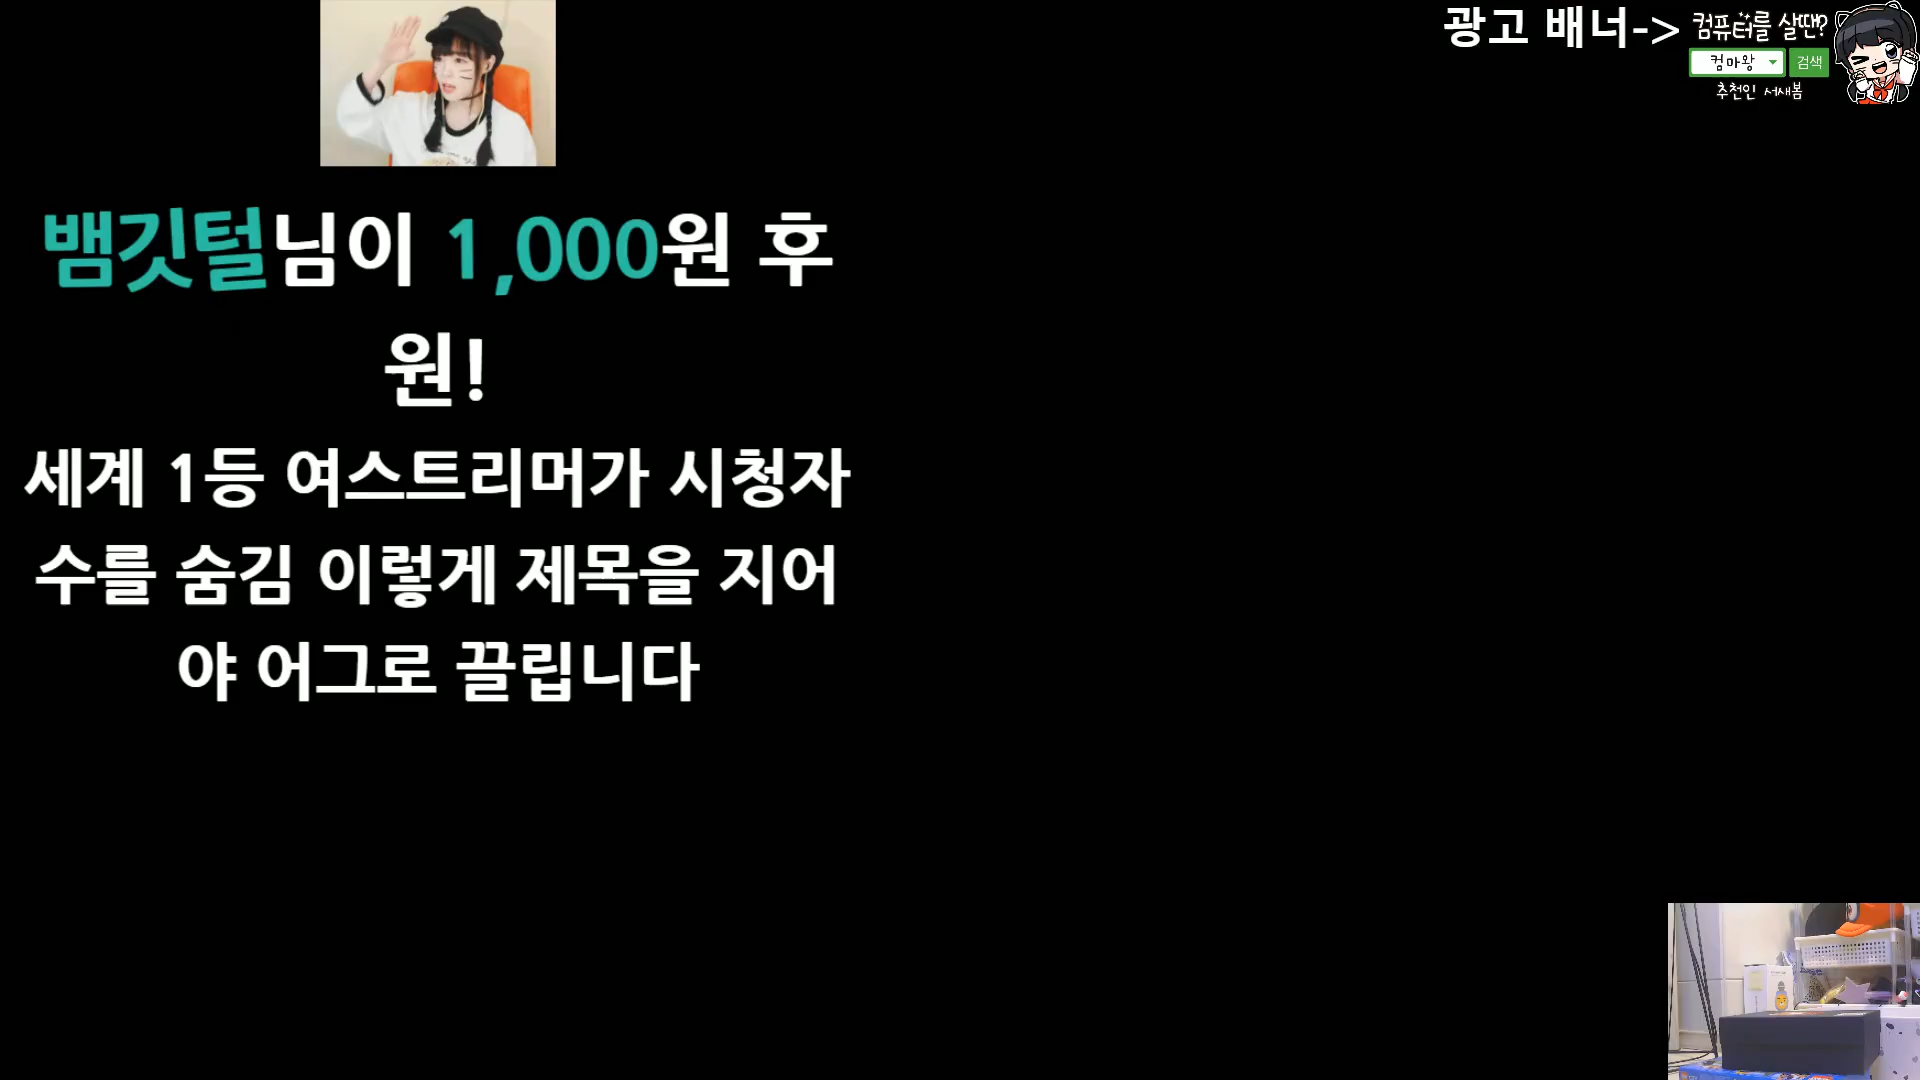 광고 배너->
컴퓨터를 살땐?
컴마왕
검색
추천인 서새봄
뱀깃털님이 1,000원 후
원!
세계 1등 여스트리머가 시청자
수를 숨김 이렇게 제목을 지어
야 어그로 끌립니다